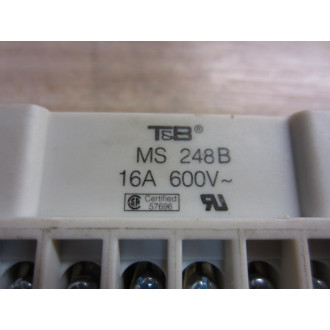 T&B®
MS 248B
16A 600V~
Certified
57696